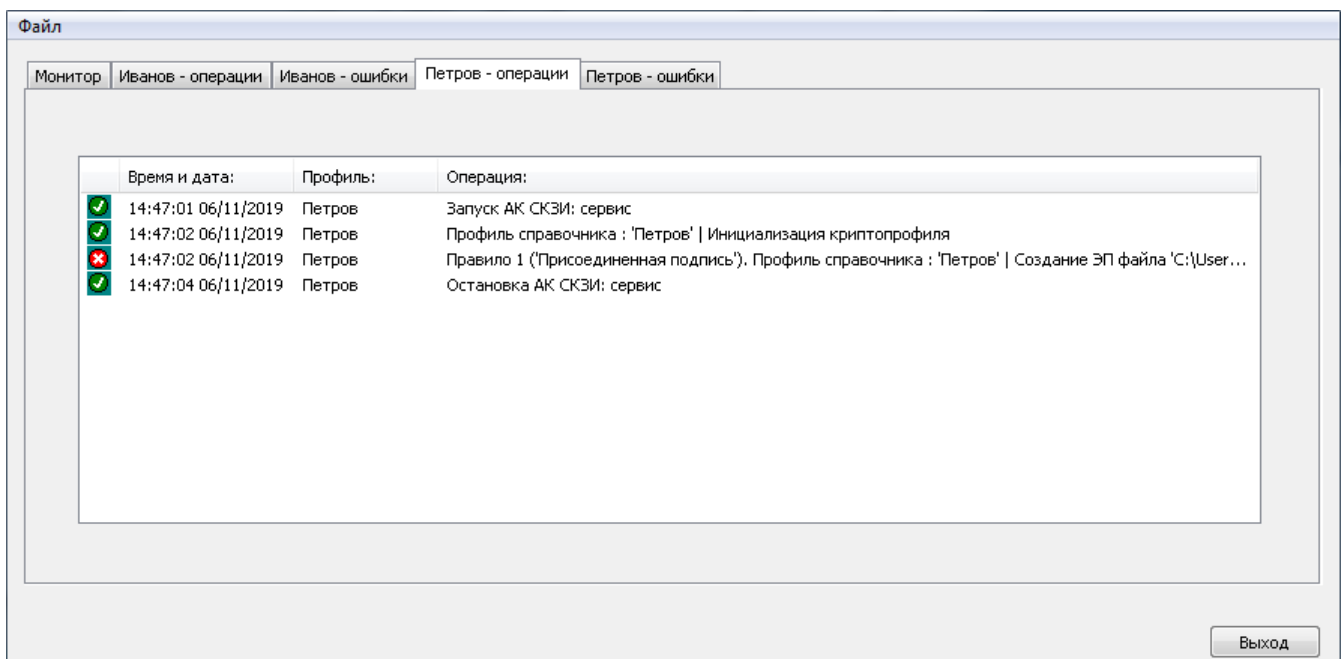 Файл
Монитор Иванов - операции Иванов - ошибки Петров - операции Петров - ошибки
Время и дата: Профиль: Операция:
14:47:01 06/11/2019 Петров Запуск АК СКЗИ: сервис
14:47:02 06/11/2019 Петров Профиль справочника : 'Петров' | Инициализация криптопрофиля
14:47:02 06/11/2019 Петров Правило 1 ('Присоединенная подпись'). Профиль справочника : 'Петров' | Создание ЭП файла 'C:\User...
14:47:04 06/11/2019 Петров Остановка АК СКЗИ: сервис
Выход